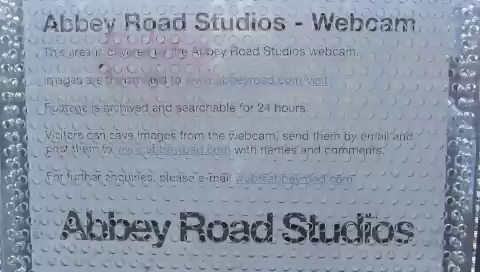 Abbey Road Studios - Webcam
This area is covered by the Abbey Road Studios webcam.
Images are transmitted to www.abbeyroad.com/visit
Footage is archived and searchable for 24 hours.
Visitors can save images from the webcam, send them by email and
post them to www.abbeyroad.com with names and comments.
For further enquiries, please e-mail web@abbeyroad.com
Abbey Road Studios